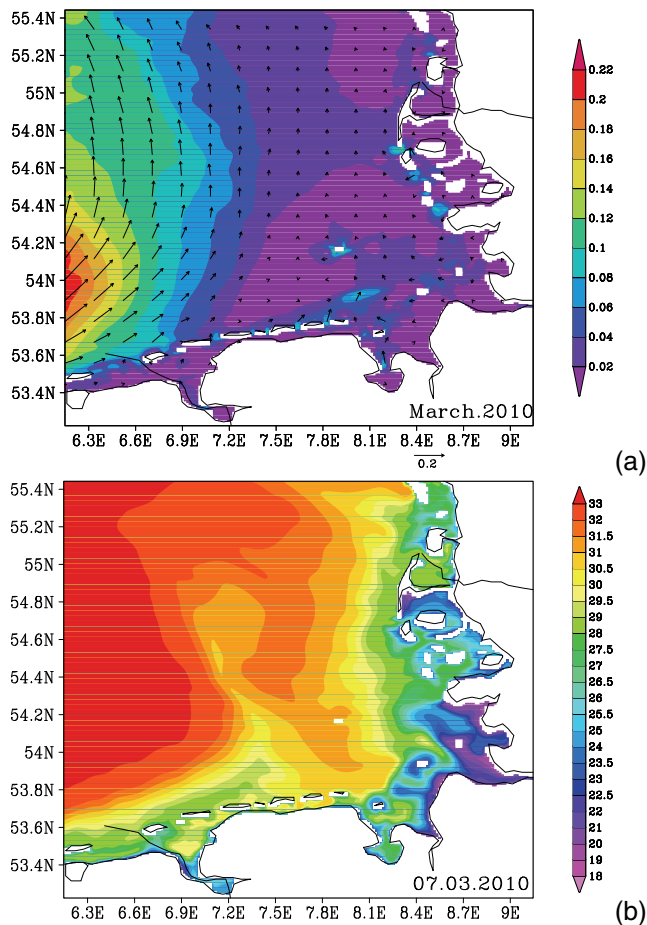 55.4N
55.2N
55N
54.8N
54.6N
54.4N
54.2N
54N
53.8N
53.6N
53.4N
6.3E 6.6E 6.9E 7.2E 7.5E 7.8E 8.1E 8.4E 8.7E 9E
March.2010
0.2
0.22
0.2
0.18
0.16
0.14
0.12
0.1
0.08
0.06
0.04
0.02
(a)
55.4N
55.2N
55N
54.8N
54.6N
54.4N
54.2N
54N
53.8N
53.6N
53.4N
6.3E 6.6E 6.9E 7.2E 7.5E 7.8E 8.1E 8.4E 8.7E 9E
07.03.2010
33
32
31.5
31
30.5
30
29.5
29
28.5
28
27.5
27
26.5
26
25.5
25
24
23.5
23
22.5
22
21
20
19
18
(b)